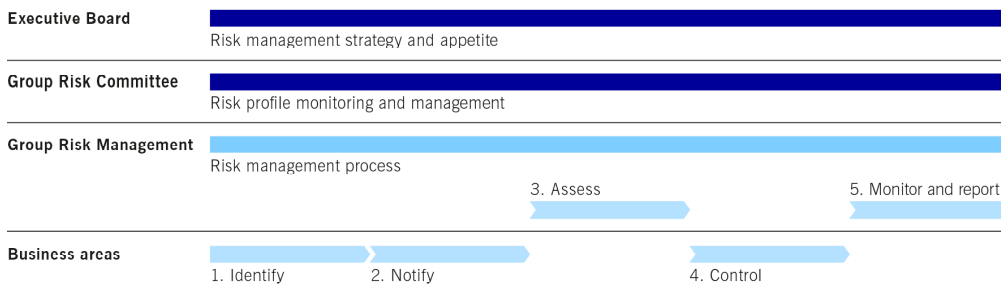 Executive Board
Risk management strategy and appetite
Group Risk Committee
Risk profile monitoring and management
Group Risk Management
Risk management process
3. Assess
5. Monitor and report
Business areas
1. Identify
2. Notify
4. Control